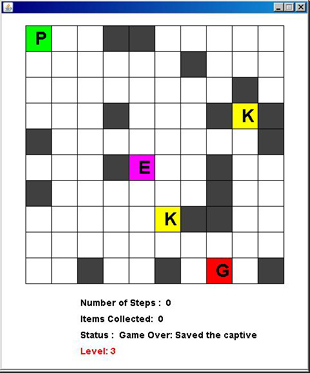 P
K
E
K
G
Number of Steps : 0
Items Collected: 0
Status : Game Over: Saved the captive
Level: 3